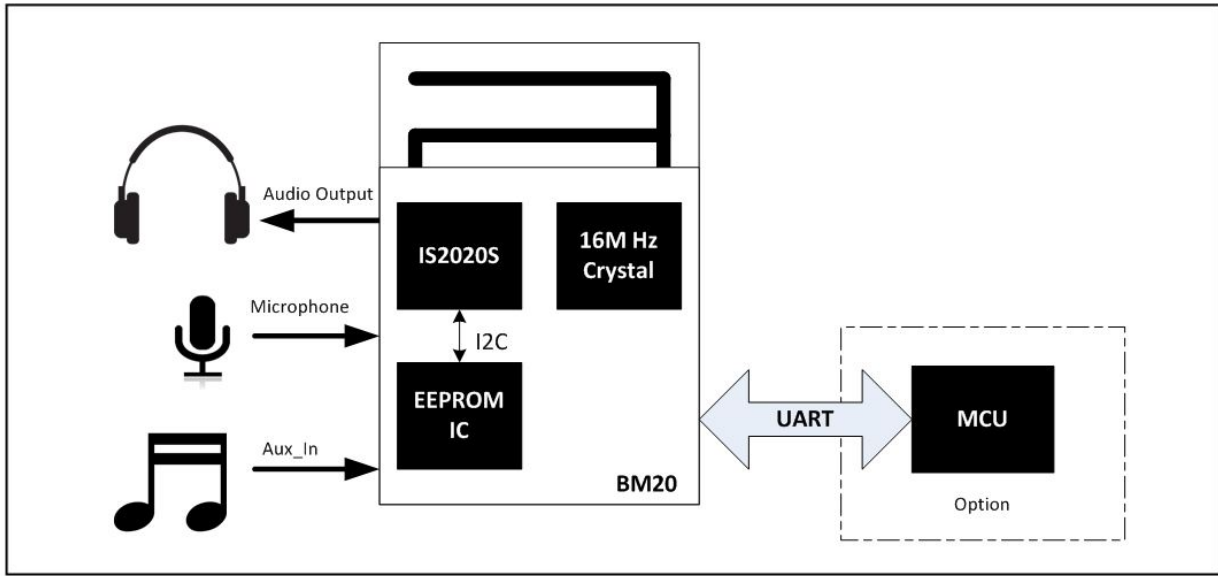 Audio Output
IS2020S
16M Hz
Crystal
Microphone
I2C
EEPROM
IC
UART
MCU
Aux_In
BM20
Option